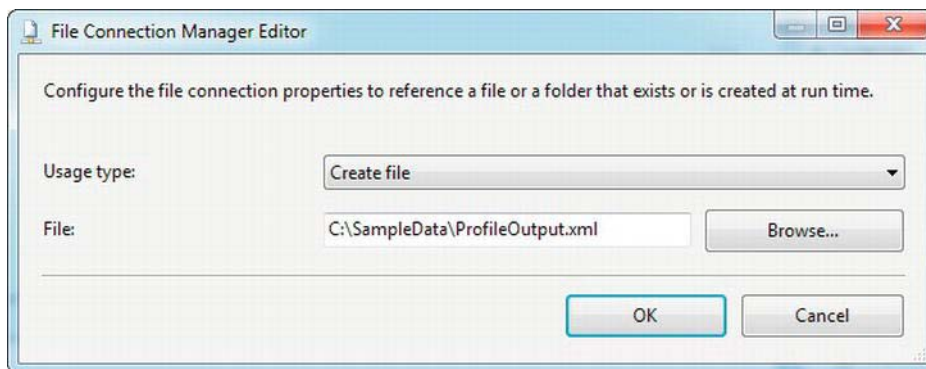 File Connection Manager Editor
Configure the file connection properties to reference a file or a folder that exists or is created at run time.
Usage type:
Create file
File:
C:\SampleData\ProfileOutput.xml
Browse...
OK
Cancel